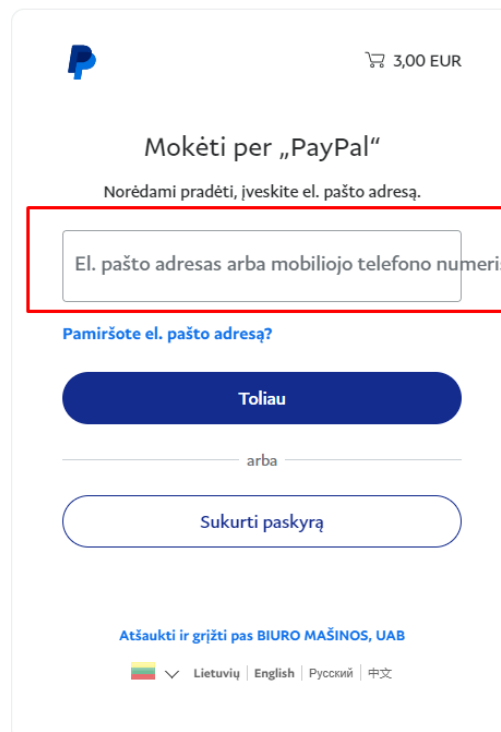 3,00 EUR
Mokėti per „PayPal“
Norėdami pradėti, įveskite el. pašto adresą.
El. pašto adresas arba mobiliojo telefono numeris
Pamiršote el. pašto adresą?
Toliau
arba
Sukurti paskyrą
Atšaukti ir grįžti pas BIURO MAŠINOS, UAB
Lietuvių English Русский 中文